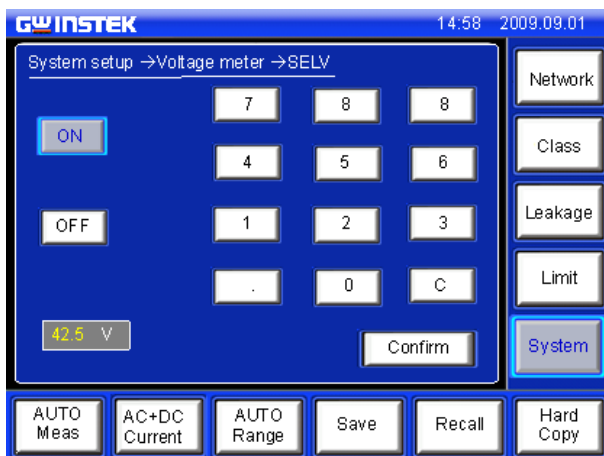 GWINSTEK 14:58 2009.09.01
System setup →Voltage meter →SELV
7 8 8
ON
4 5 6
OFF
1 2 3
. 0 C
42.5 V
Confirm
Network
Class
Leakage
Limit
System
AUTO Meas
AC+DC Current
AUTO Range
Save
Recall
Hard Copy